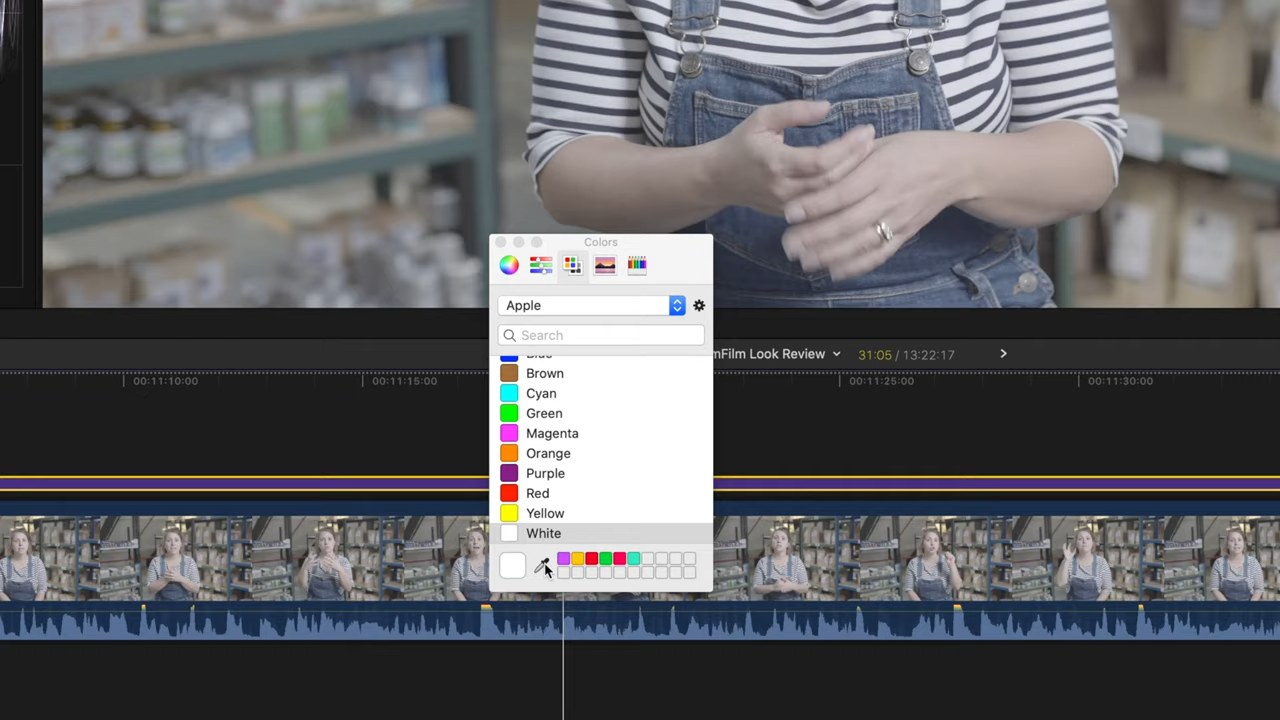 Colors
Apple
Search
Blue
Brown
Cyan
Green
Magenta
Orange
Purple
Red
Yellow
White
mFilm Look Review
31:05 / 13:22:17
00:11:10:00
00:11:15:00
00:11:25:00
00:11:30:00